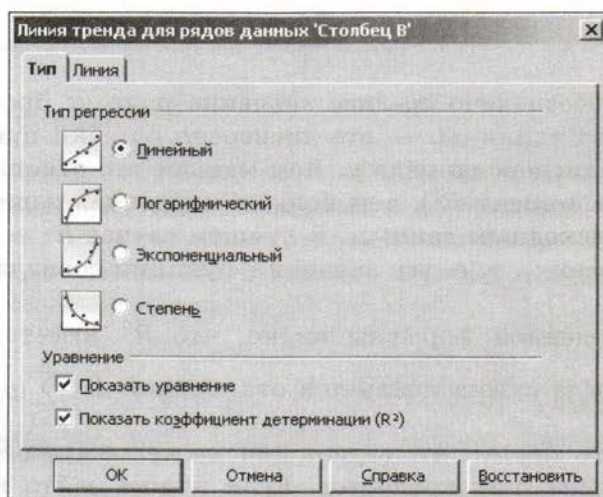 Линия тренда для рядов данных 'Столбец B'
Тип
Линия
Тип регрессии
Линейный
Логарифмический
Экспоненциальный
Степень
Уравнение
Показать уравнение
Показать коэффициент детерминации (R²)
ОК
Отмена
Справка
Восстановить